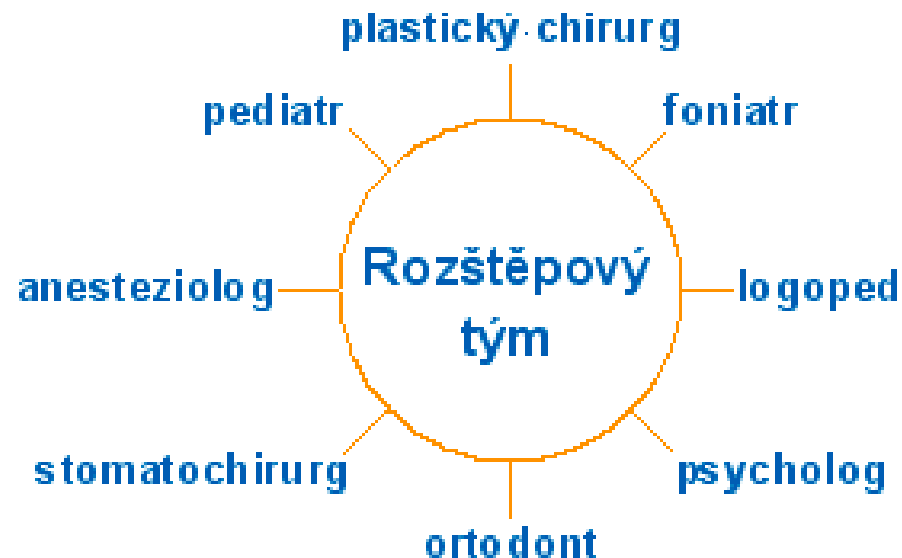 plastický chirurg
pediatr
foniatr
Rozštěpový
tým
anesteziolog
logoped
stomatochirurg
psycholog
ortodont